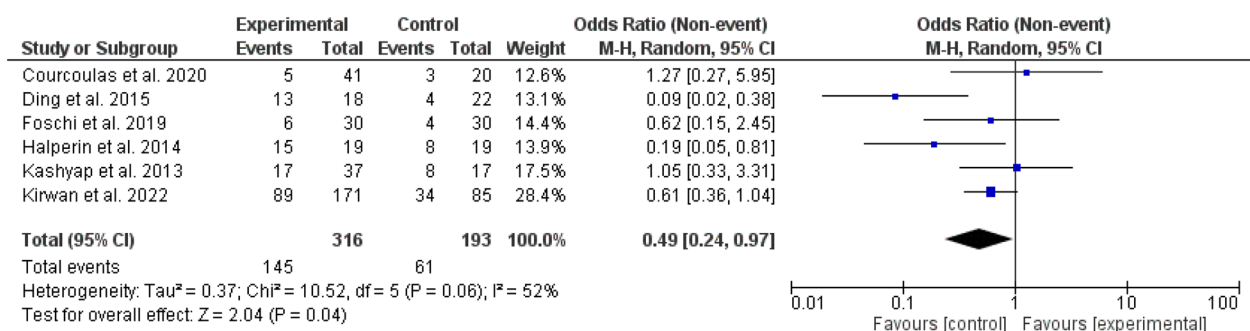 Experimental Control Odds Ratio (Non-event) Odds Ratio (Non-event)
Study or Subgroup Events Total Events Total Weight M-H, Random, 95% CI M-H, Random, 95% CI
Courcoulas et al. 2020 5 41 3 20 12.6% 1.27 [0.27, 5.95]
Ding et al. 2015 13 18 4 22 13.1% 0.09 [0.02, 0.38]
Foschi et al. 2019 6 30 4 30 14.4% 0.62 [0.15, 2.45]
Halperin et al. 2014 15 19 8 19 13.9% 0.19 [0.05, 0.81]
Kashyap et al. 2013 17 37 8 17 17.5% 1.05 [0.33, 3.31]
Kirwan et al. 2022 89 171 34 85 28.4% 0.61 [0.36, 1.04]
Total (95% CI) 316 193 100.0% 0.49 [0.24, 0.97]
Total events 145 61
Heterogeneity: Tau² = 0.37; Chi² = 10.52, df = 5 (P = 0.06); I² = 52%
Test for overall effect: Z = 2.04 (P = 0.04)
0.01 0.1 1 10 100
Favours [control] Favours [experimental]